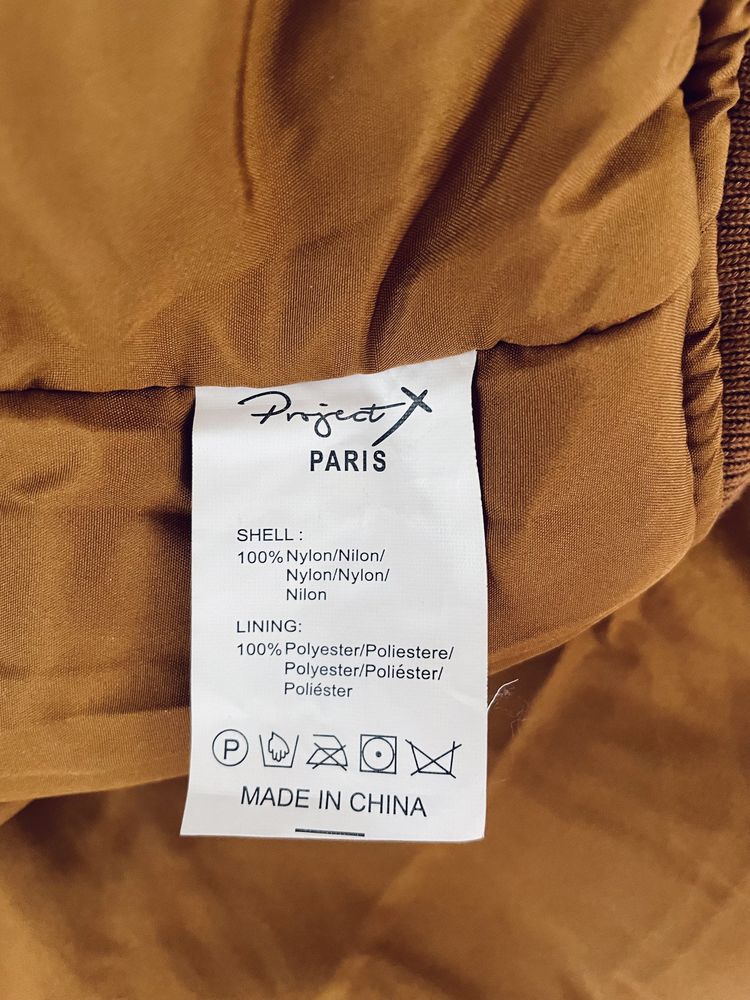 Project X
PARIS
SHELL :
100% Nylon/Nilon/
Nylon/Nylon/
Nilon
LINING:
100% Polyester/Poliestere/
Polyester/Poliéster/
Poliéster
P
MADE IN CHINA